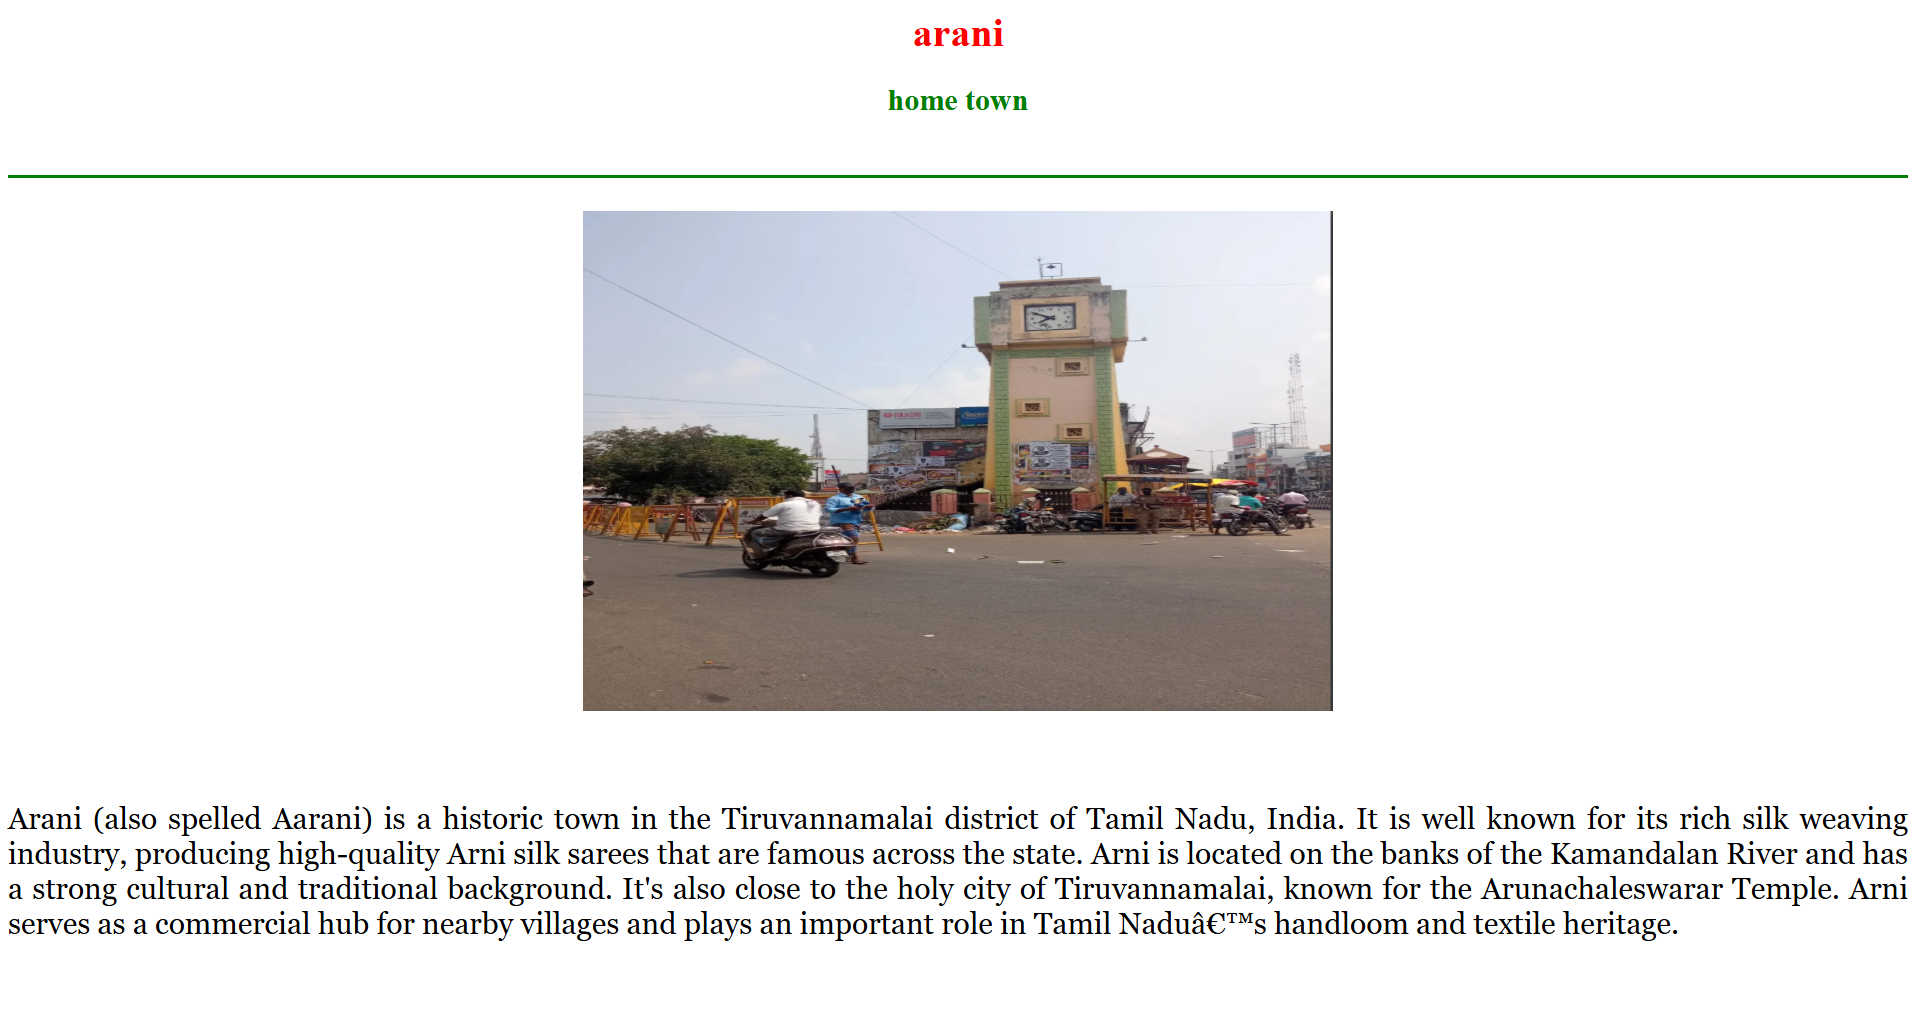 arani
home town
Arani (also spelled Aarani) is a historic town in the Tiruvannamalai district of Tamil Nadu, India. It is well known for its rich silk weaving
industry, producing high-quality Arni silk sarees that are famous across the state. Arni is located on the banks of the Kamandalan River and has
a strong cultural and traditional background. It's also close to the holy city of Tiruvannamalai, known for the Arunachaleswarar Temple. Arni
serves as a commercial hub for nearby villages and plays an important role in Tamil Naduâ€™s handloom and textile heritage.